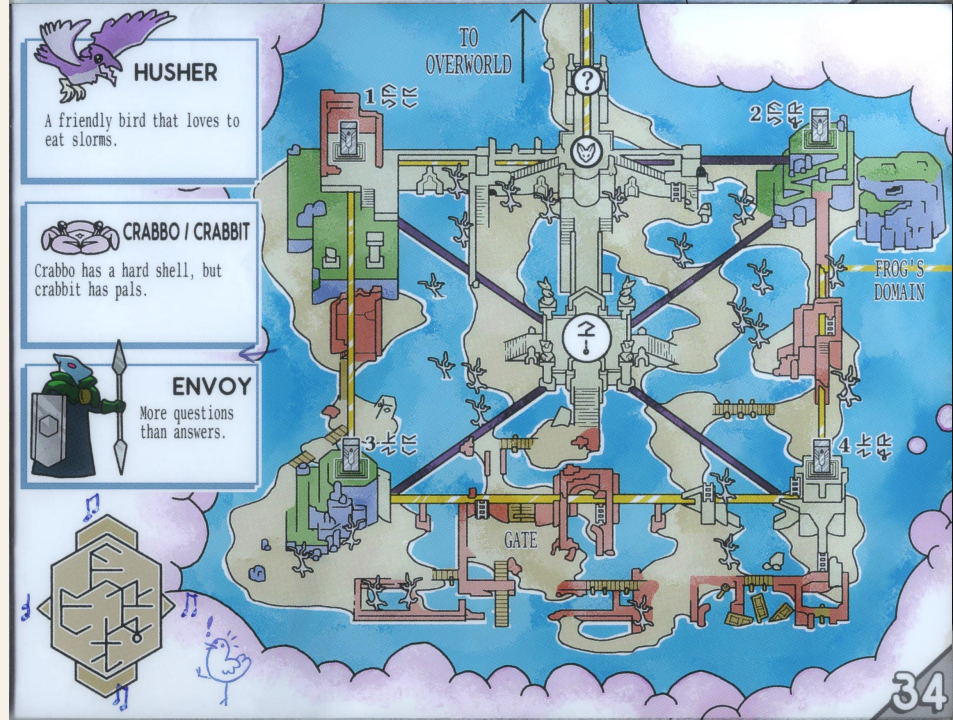 HUSHER
A friendly bird that loves to
eat slorms.
CRABBO / CRABBIT
Crabbo has a hard shell, but
crabbit has pals.
ENVOY
More questions
than answers.
TO
OVERWORLD
?
1
2
FROG'S
DOMAIN
3
4
GATE
!
34